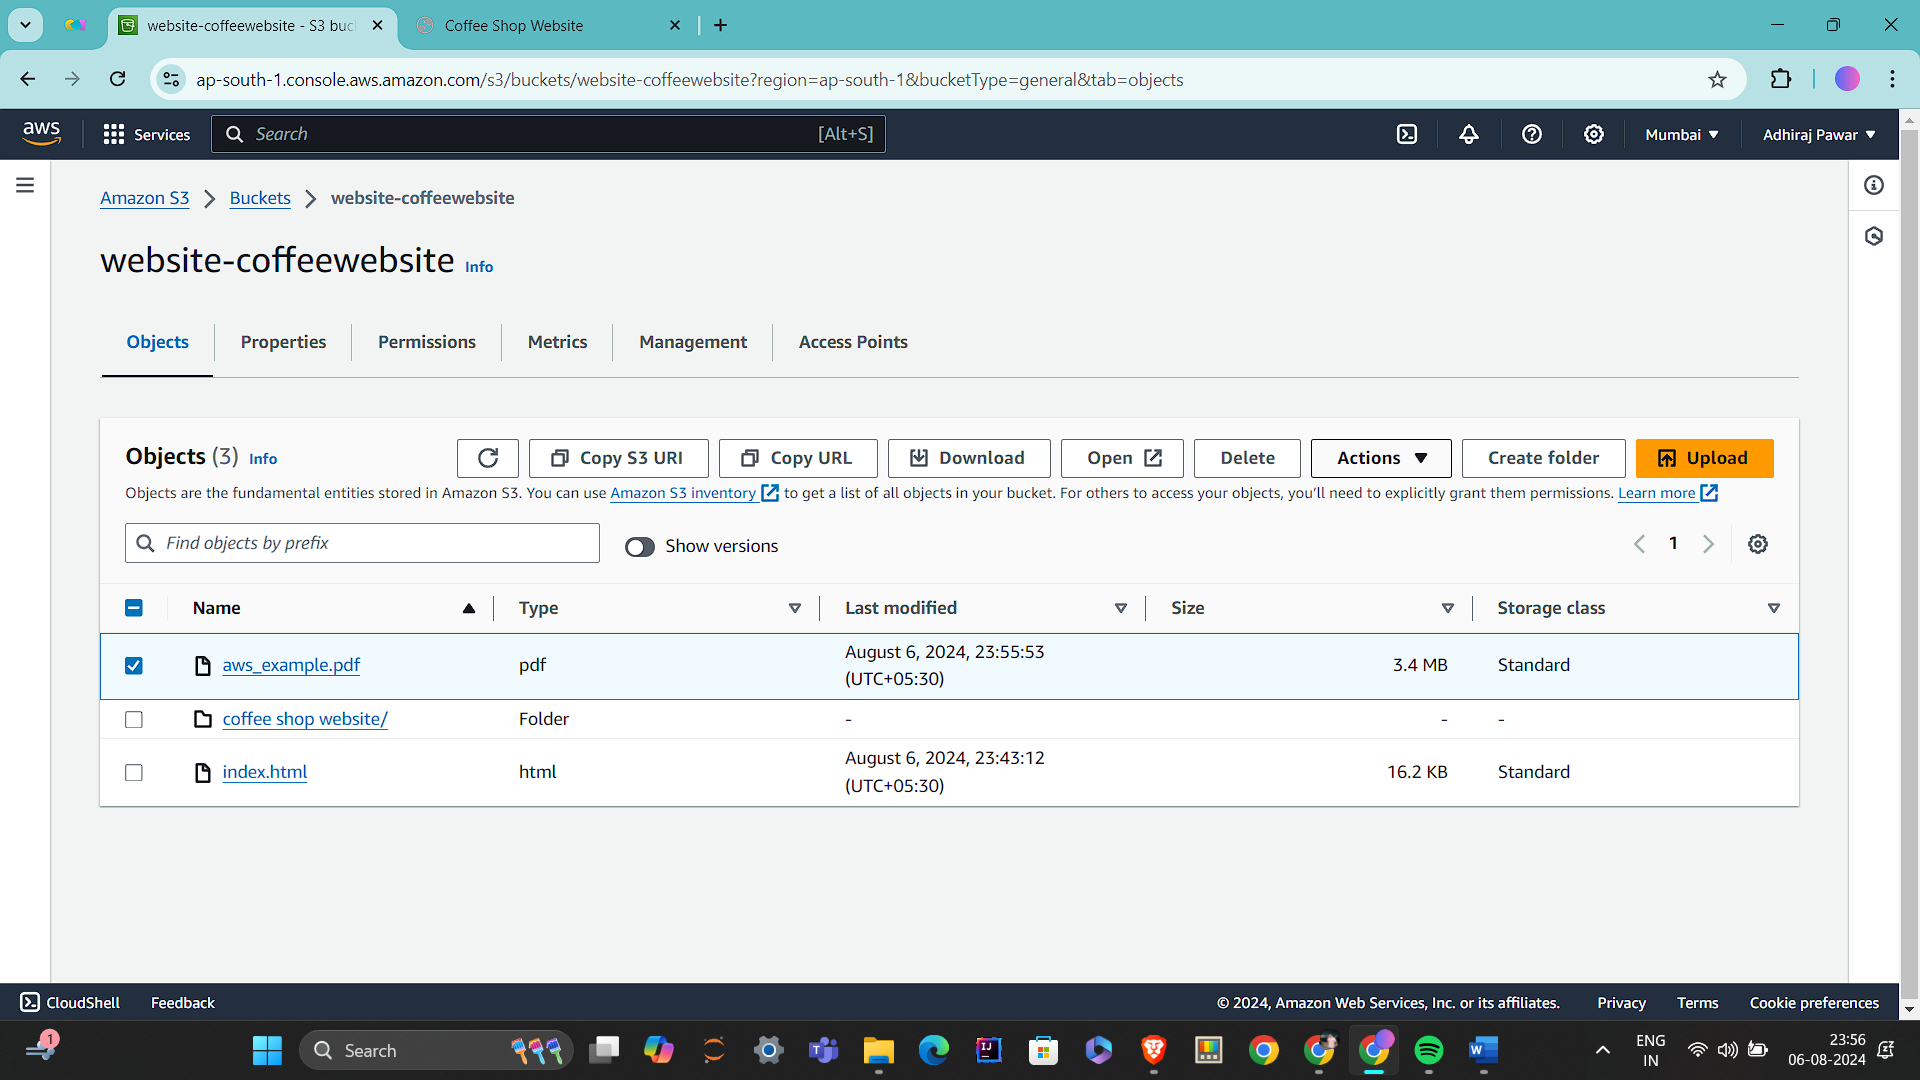 website-coffeewebsite - S3 buc
Coffee Shop Website
ap-south-1.console.aws.amazon.com/s3/buckets/website-coffeewebsite?region=ap-south-1&bucketType=general&tab=objects
aws
Services
Search
[Alt+S]
Mumbai
Adhiraj Pawar
Amazon S3
Buckets
website-coffeewebsite
website-coffeewebsite Info
Objects
Properties
Permissions
Metrics
Management
Access Points
Objects (3) Info
Copy S3 URI
Copy URL
Download
Open
Delete
Actions
Create folder
Upload
Objects are the fundamental entities stored in Amazon S3. You can use Amazon S3 inventory to get a list of all objects in your bucket. For others to access your objects, you'll need to explicitly grant them permissions. Learn more
Find objects by prefix
Show versions
1
Name Type Last modified Size Storage class
aws_example.pdf pdf August 6, 2024, 23:55:53 (UTC+05:30) 3.4 MB Standard
coffee shop website/ Folder - - -
index.html html August 6, 2024, 23:43:12 (UTC+05:30) 16.2 KB Standard
CloudShell
Feedback
© 2024, Amazon Web Services, Inc. or its affiliates.
Privacy
Terms
Cookie preferences
1
Search
ENG
IN
23:56
06-08-2024